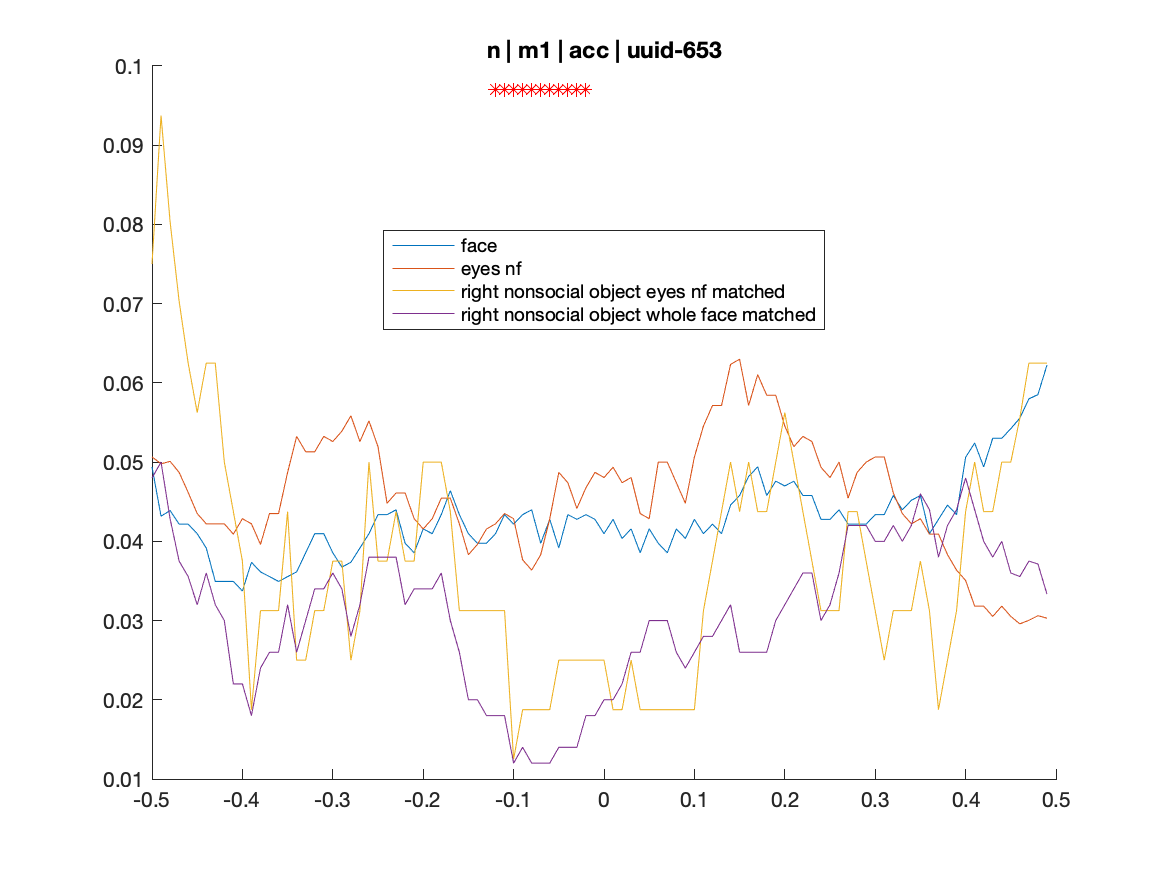 n | m1 | acc | uuid-653
0.1
0.09
0.08
0.07
0.06
0.05
0.04
0.03
0.02
0.01
face
eyes nf
right nonsocial object eyes nf matched
right nonsocial object whole face matched
-0.5 -0.4 -0.3 -0.2 -0.1 0 0.1 0.2 0.3 0.4 0.5